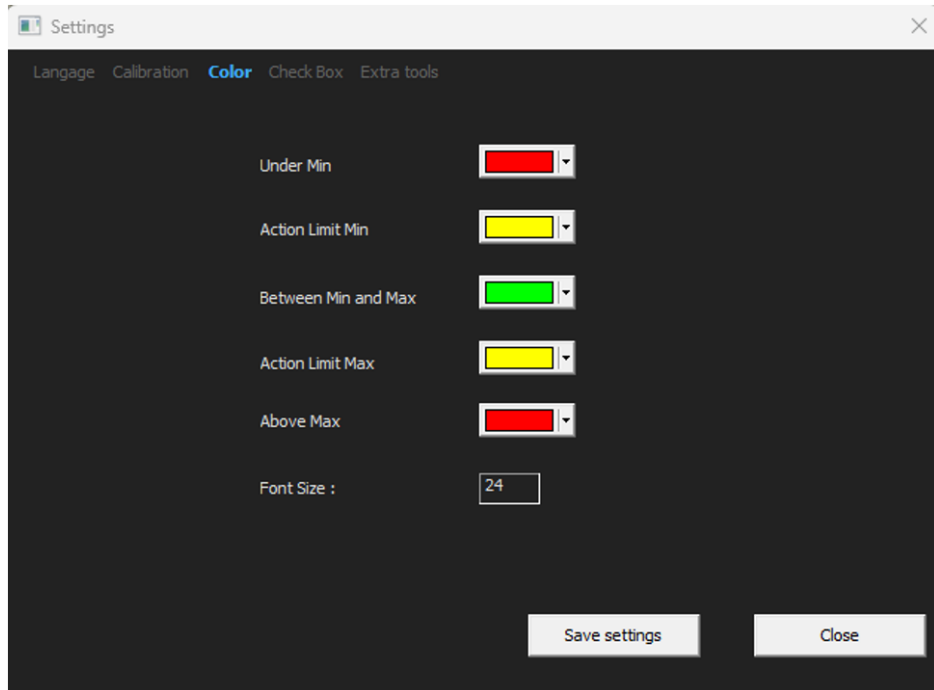 Settings
Langage Calibration Color Check Box Extra tools
Under Min
Action Limit Min
Between Min and Max
Action Limit Max
Above Max
Font Size : 24
Save settings Close